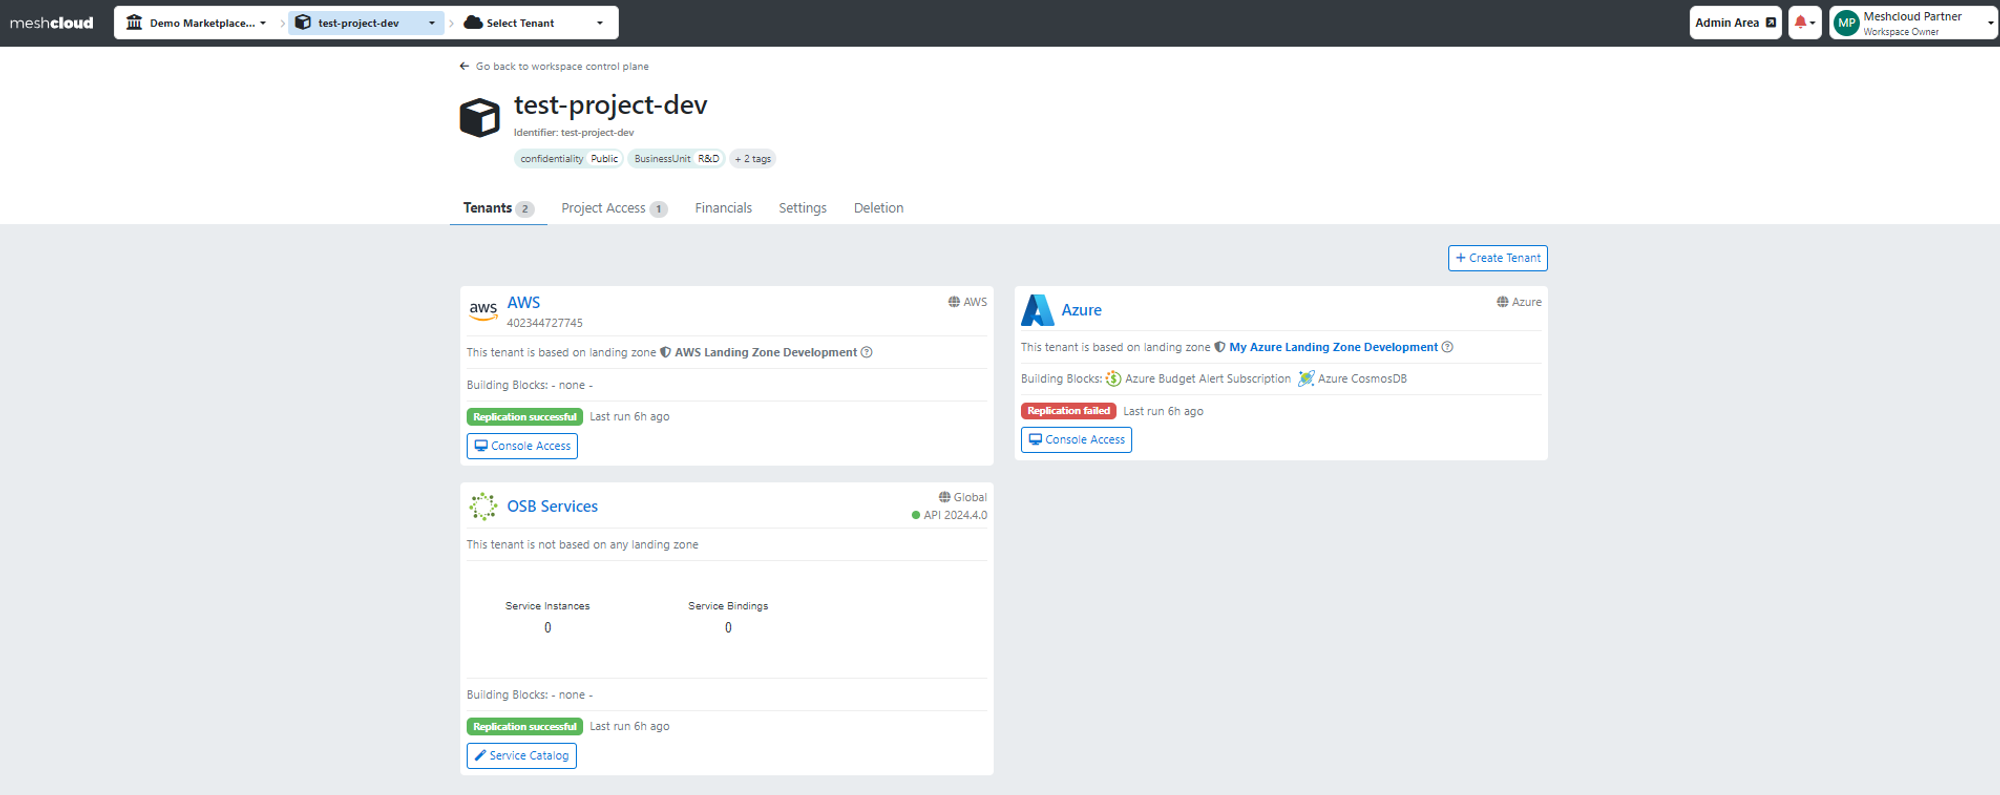 meshcloud
Demo Marketplace...
test-project-dev
Select Tenant
Admin Area
MP
Meshcloud Partner
Workspace Owner
Go back to workspace control plane
test-project-dev
Identifier: test-project-dev
confidentiality Public BusinessUnit R&D + 2 tags
Tenants 2 Project Access 1 Financials Settings Deletion
+ Create Tenant
aws
AWS
402344727745
AWS
This tenant is based on landing zone AWS Landing Zone Development
Building Blocks: - none -
Replication successful Last run 6h ago
Console Access
Azure
Azure
This tenant is based on landing zone My Azure Landing Zone Development
Building Blocks: Azure Budget Alert Subscription Azure CosmosDB
Replication failed Last run 6h ago
Console Access
OSB Services
Global
API 2024.4.0
This tenant is not based on any landing zone
Service Instances Service Bindings
0 0
Building Blocks: - none -
Replication successful Last run 6h ago
Service Catalog